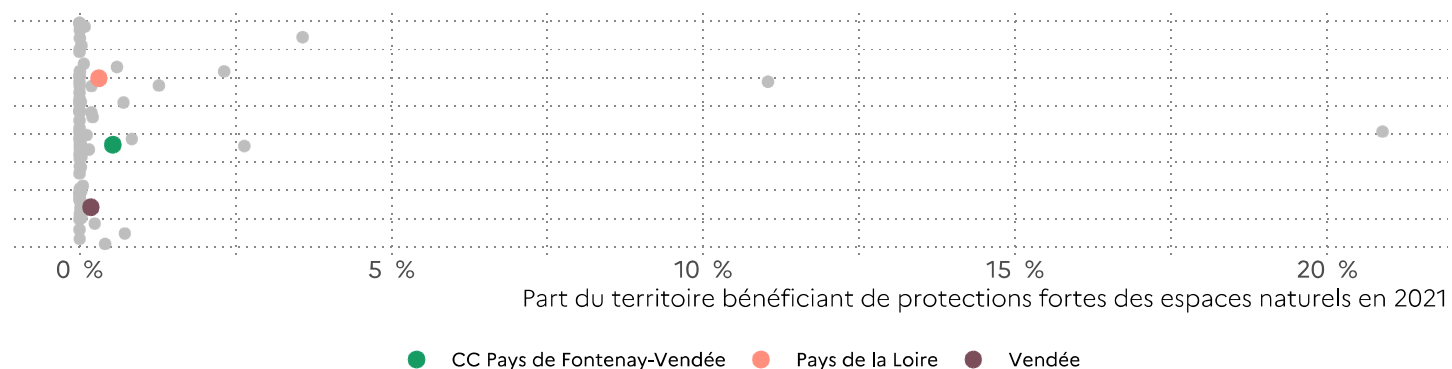 0 % 5 % 10 % 15 % 20 %
Part du territoire bénéficiant de protections fortes des espaces naturels en 2021
CC Pays de Fontenay-Vendée Pays de la Loire Vendée